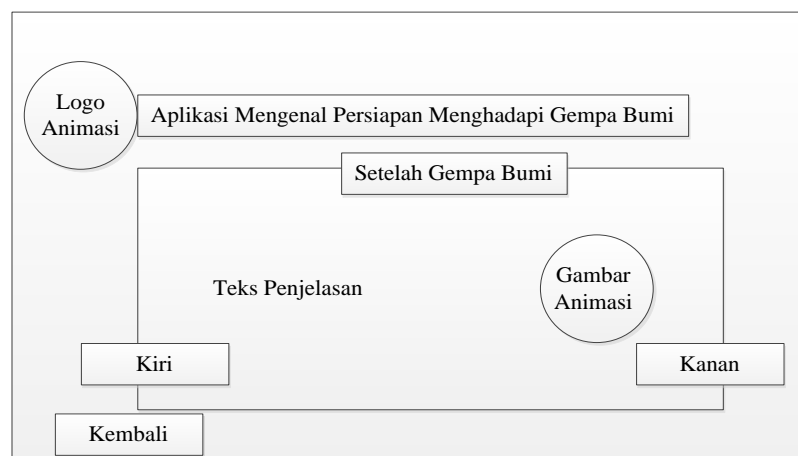 Logo
Animasi
Aplikasi Mengenal Persiapan Menghadapi Gempa Bumi
Setelah Gempa Bumi
Teks Penjelasan
Gambar
Animasi
Kiri
Kanan
Kembali